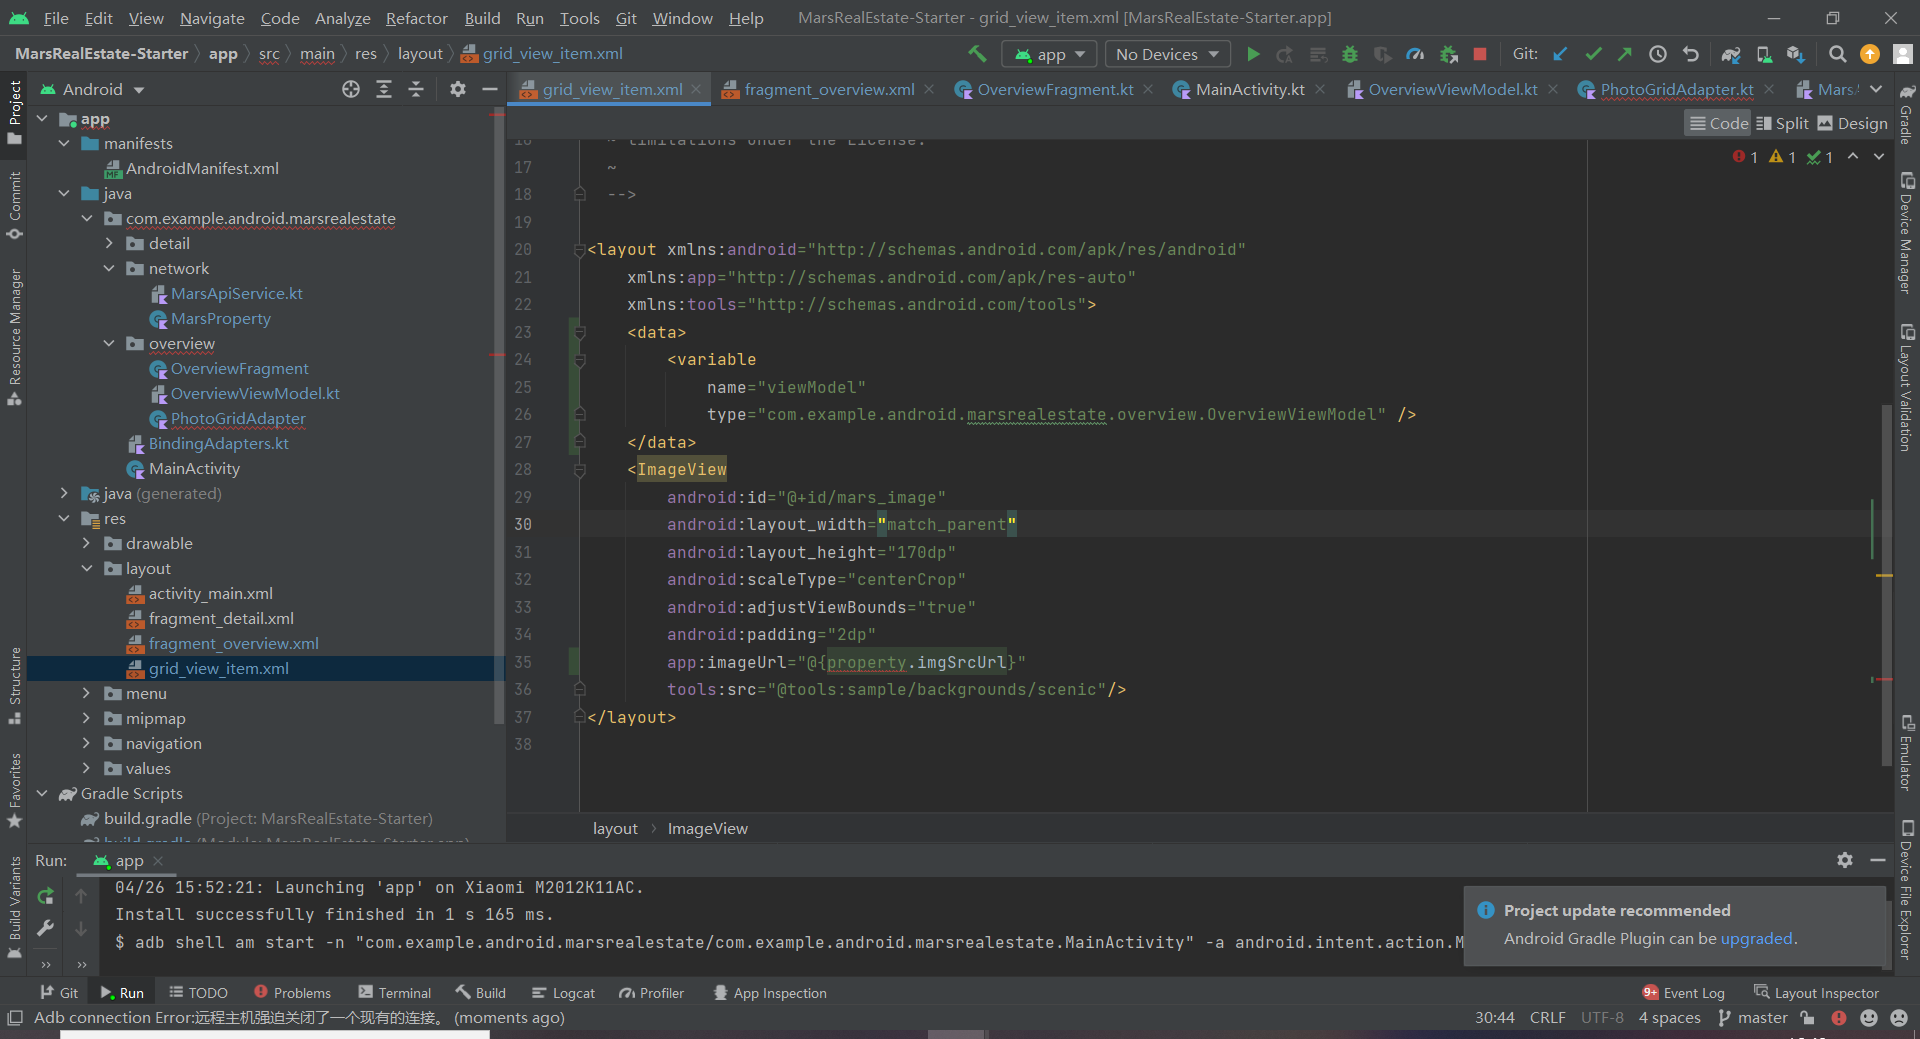 File Edit View Navigate Code Analyze Refactor Build Run Tools Git Window Help MarsRealEstate-Starter - grid_view_item.xml [MarsRealEstate-Starter.app]
MarsRealEstate-Starter app src main res layout grid_view_item.xml app No Devices Git:
Android
grid_view_item.xml fragment_overview.xml OverviewFragment.kt MainActivity.kt OverviewViewModel.kt PhotoGridAdapter.kt
Code Split Design
1 1 1
Project
Commit
Resource Manager
Structure
Favorites
Build Variants
app
manifests
AndroidManifest.xml
java
com.example.android.marsrealestate
detail
network
MarsApiService.kt
MarsProperty
overview
OverviewFragment
OverviewViewModel.kt
PhotoGridAdapter
BindingAdapters.kt
MainActivity
java (generated)
res
drawable
layout
activity_main.xml
fragment_detail.xml
fragment_overview.xml
grid_view_item.xml
menu
mipmap
navigation
values
Gradle Scripts
build.gradle (Project: MarsRealEstate-Starter)
16 ~ limitations under the License.
17 ~
18 -->
19
20 <layout xmlns:android="http://schemas.android.com/apk/res/android"
21 xmlns:app="http://schemas.android.com/apk/res-auto"
22 xmlns:tools="http://schemas.android.com/tools">
23 <data>
24 <variable
25 name="viewModel"
26 type="com.example.android.marsrealestate.overview.OverviewViewModel" />
27 </data>
28 <ImageView
29 android:id="@+id/mars_image"
30 android:layout_width="match_parent"
31 android:layout_height="170dp"
32 android:scaleType="centerCrop"
33 android:adjustViewBounds="true"
34 android:padding="2dp"
35 app:imageUrl="@{property.imgSrcUrl}"
36 tools:src="@tools:sample/backgrounds/scenic"/>
37 </layout>
38
layout ImageView
Gradle
Device Manager
Layout Validation
Emulator
Device File Explorer
Run: app
04/26 15:52:21: Launching 'app' on Xiaomi M2012K11AC.
Install successfully finished in 1 s 165 ms.
$ adb shell am start -n "com.example.android.marsrealestate/com.example.android.marsrealestate.MainActivity" -a android.intent.action.M
Project update recommended
Android Gradle Plugin can be upgraded.
Git Run TODO Problems Terminal Build Logcat Profiler App Inspection 9+ Event Log Layout Inspector
Adb connection Error:远程主机强迫关闭了一个现有的连接。 (moments ago) 30:44 CRLF UTF-8 4 spaces master